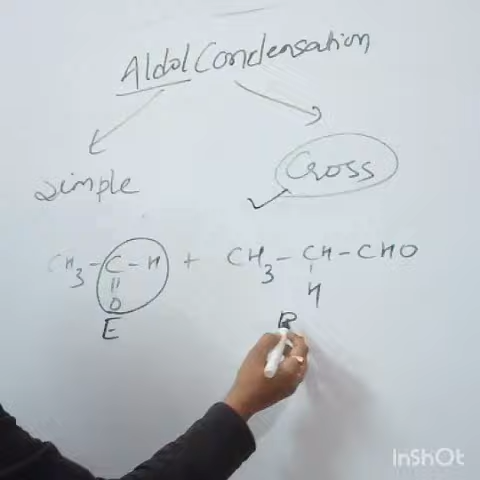 Aldol Condensation
Simple
Cross
CH3 - C - H + CH3 - CH - CHO
O
H
E
R
InShOt